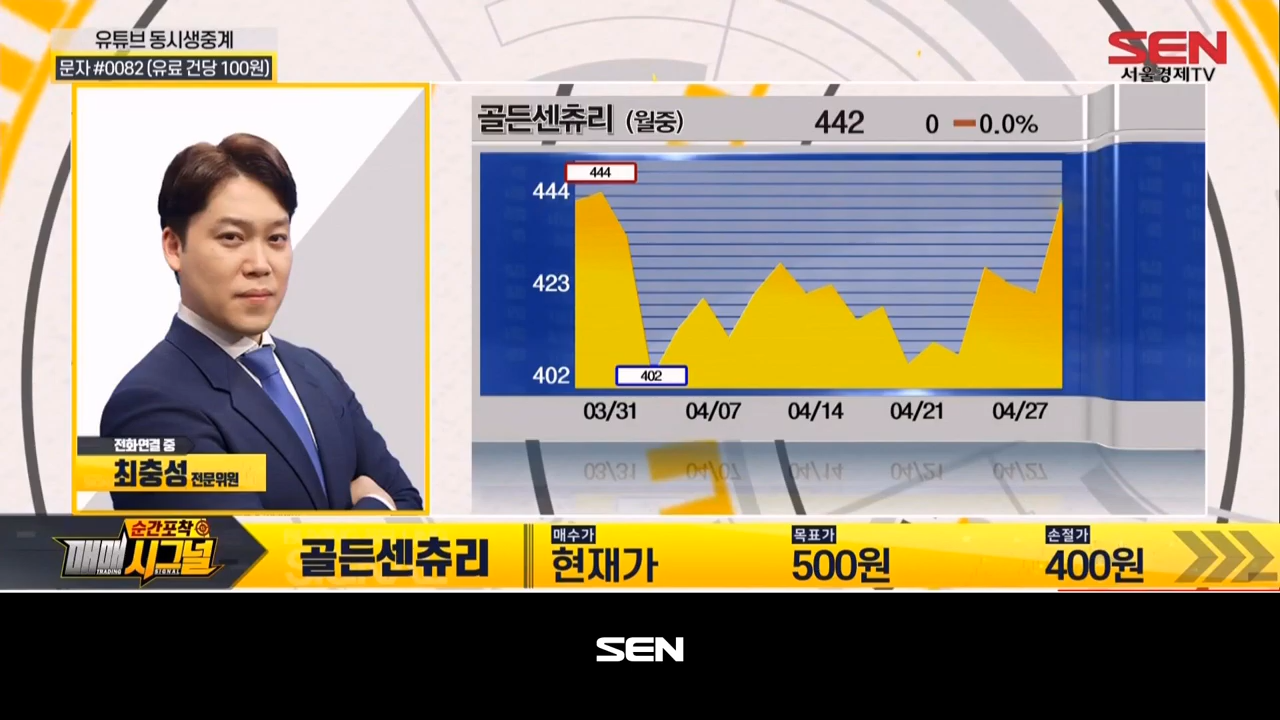 유튜브 동시생중계
문자 #0082 (유료 건당 100원)
SEN
서울경제TV
골든센츄리 (월중) 442 0 0.0%
444
444
423
402
402
03/31 04/07 04/14 04/21 04/27
전화연결 중
최충성 전문위원
순간포착
매매시그널
TRADING SIGNAL
골든센츄리
매수가
현재가
목표가
500원
손절가
400원
SEN